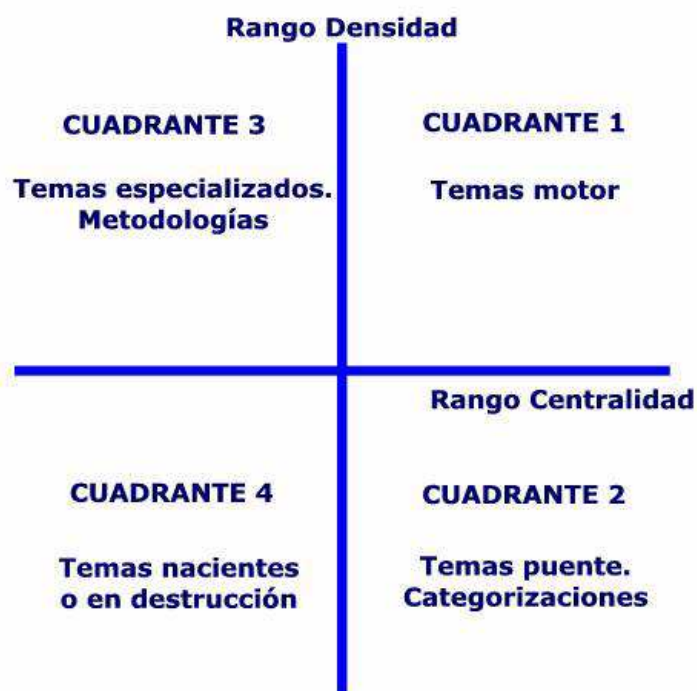 Rango Densidad
CUADRANTE 3
Temas especializados.
Metodologías
CUADRANTE 1
Temas motor
Rango Centralidad
CUADRANTE 4
Temas nacientes
o en destrucción
CUADRANTE 2
Temas puente.
Categorizaciones